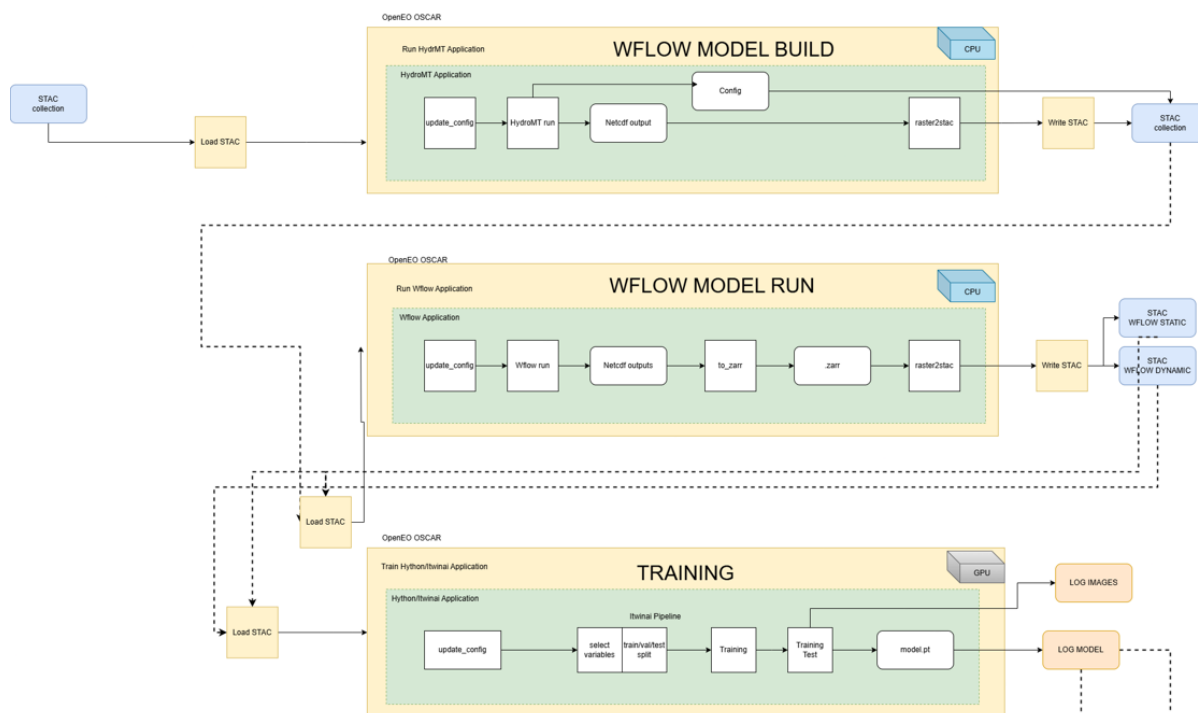 OpenEO OSCAR
Run HydrMT Application
WFLOW MODEL BUILD
CPU
HydroMT Application
STAC
collection
Load STAC
update_config
HydroMT run
Config
Netcdf output
raster2stac
Write STAC
STAC
collection
OpenEO OSCAR
Run Wflow Application
WFLOW MODEL RUN
CPU
Wflow Application
update_config
Wflow run
Netcdf outputs
to_zarr
.zarr
raster2stac
Write STAC
STAC
WFLOW STATIC
STAC
WFLOW DYNAMIC
Load STAC
OpenEO OSCAR
Train Hython/Itwinai Application
TRAINING
GPU
Hython/Itwinai Application
Itwinai Pipeline
Load STAC
update_config
select
variables
train/val/test
split
Training
Training
Test
model.pt
LOG IMAGES
LOG MODEL